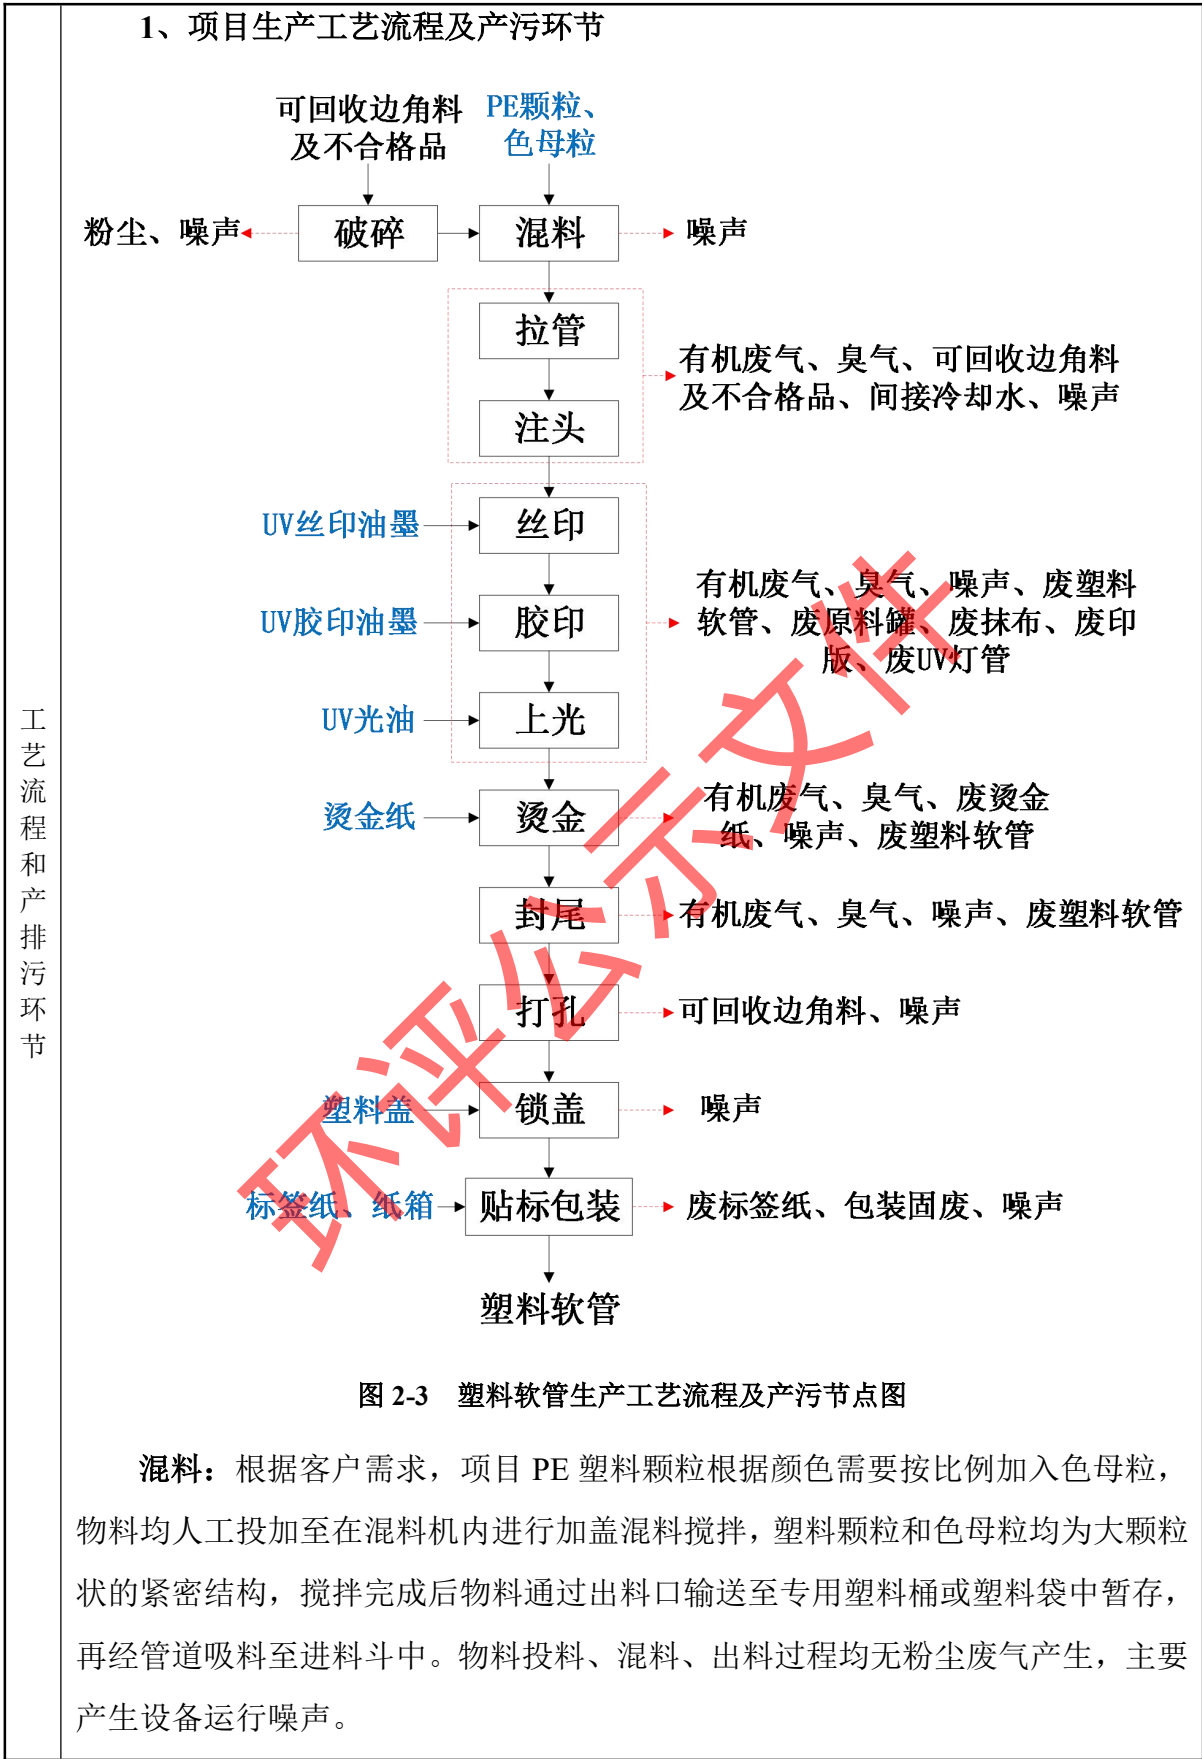 1、项目生产工艺流程及产污环节
可回收边角料
及不合格品
PE颗粒、
色母粒
粉尘、噪声
破碎
混料
噪声
拉管
有机废气、臭气、可回收边角料
及不合格品、间接冷却水、噪声
注头
UV丝印油墨
丝印
有机废气、臭气、噪声、废塑料
软管、废原料罐、废抹布、废印
版、废UV灯管
UV胶印油墨
胶印
UV光油
上光
烫金纸
烫金
有机废气、臭气、废烫金
纸、噪声、废塑料软管
封尾
有机废气、臭气、噪声、废塑料软管
打孔
可回收边角料、噪声
塑料盖
锁盖
噪声
标签纸、纸箱
贴标包装
废标签纸、包装固废、噪声
塑料软管
图 2-3 塑料软管生产工艺流程及产污节点图
混料：根据客户需求，项目 PE 塑料颗粒根据颜色需要按比例加入色母粒，
物料均人工投加至在混料机内进行加盖混料搅拌，塑料颗粒和色母粒均为大颗粒
状的紧密结构，搅拌完成后物料通过出料口输送至专用塑料桶或塑料袋中暂存，
再经管道吸料至进料斗中。物料投料、混料、出料过程均无粉尘废气产生，主要
产生设备运行噪声。
工
艺
流
程
和
产
排
污
环
节
环评公示文件